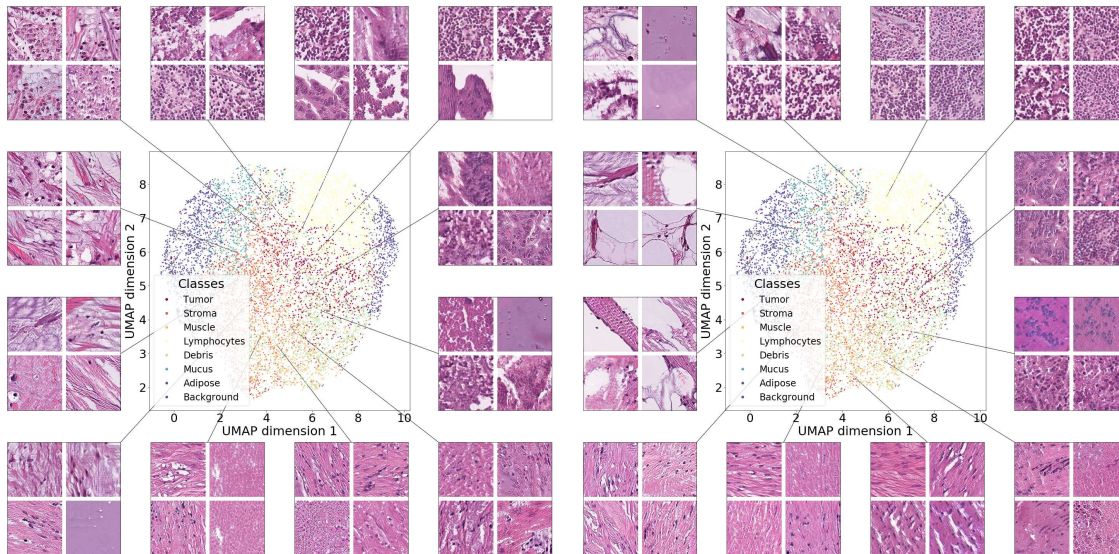 8
7
6
5
4
3
2
UMAP dimension 2
Classes
Tumor
Stroma
Muscle
Lymphocytes
Debris
Mucus
Adipose
Background
0 2 4 6 8 10
UMAP dimension 1
8
7
6
5
4
3
2
UMAP dimension 2
Classes
Tumor
Stroma
Muscle
Lymphocytes
Debris
Mucus
Adipose
Background
0 2 4 6 8 10
UMAP dimension 1